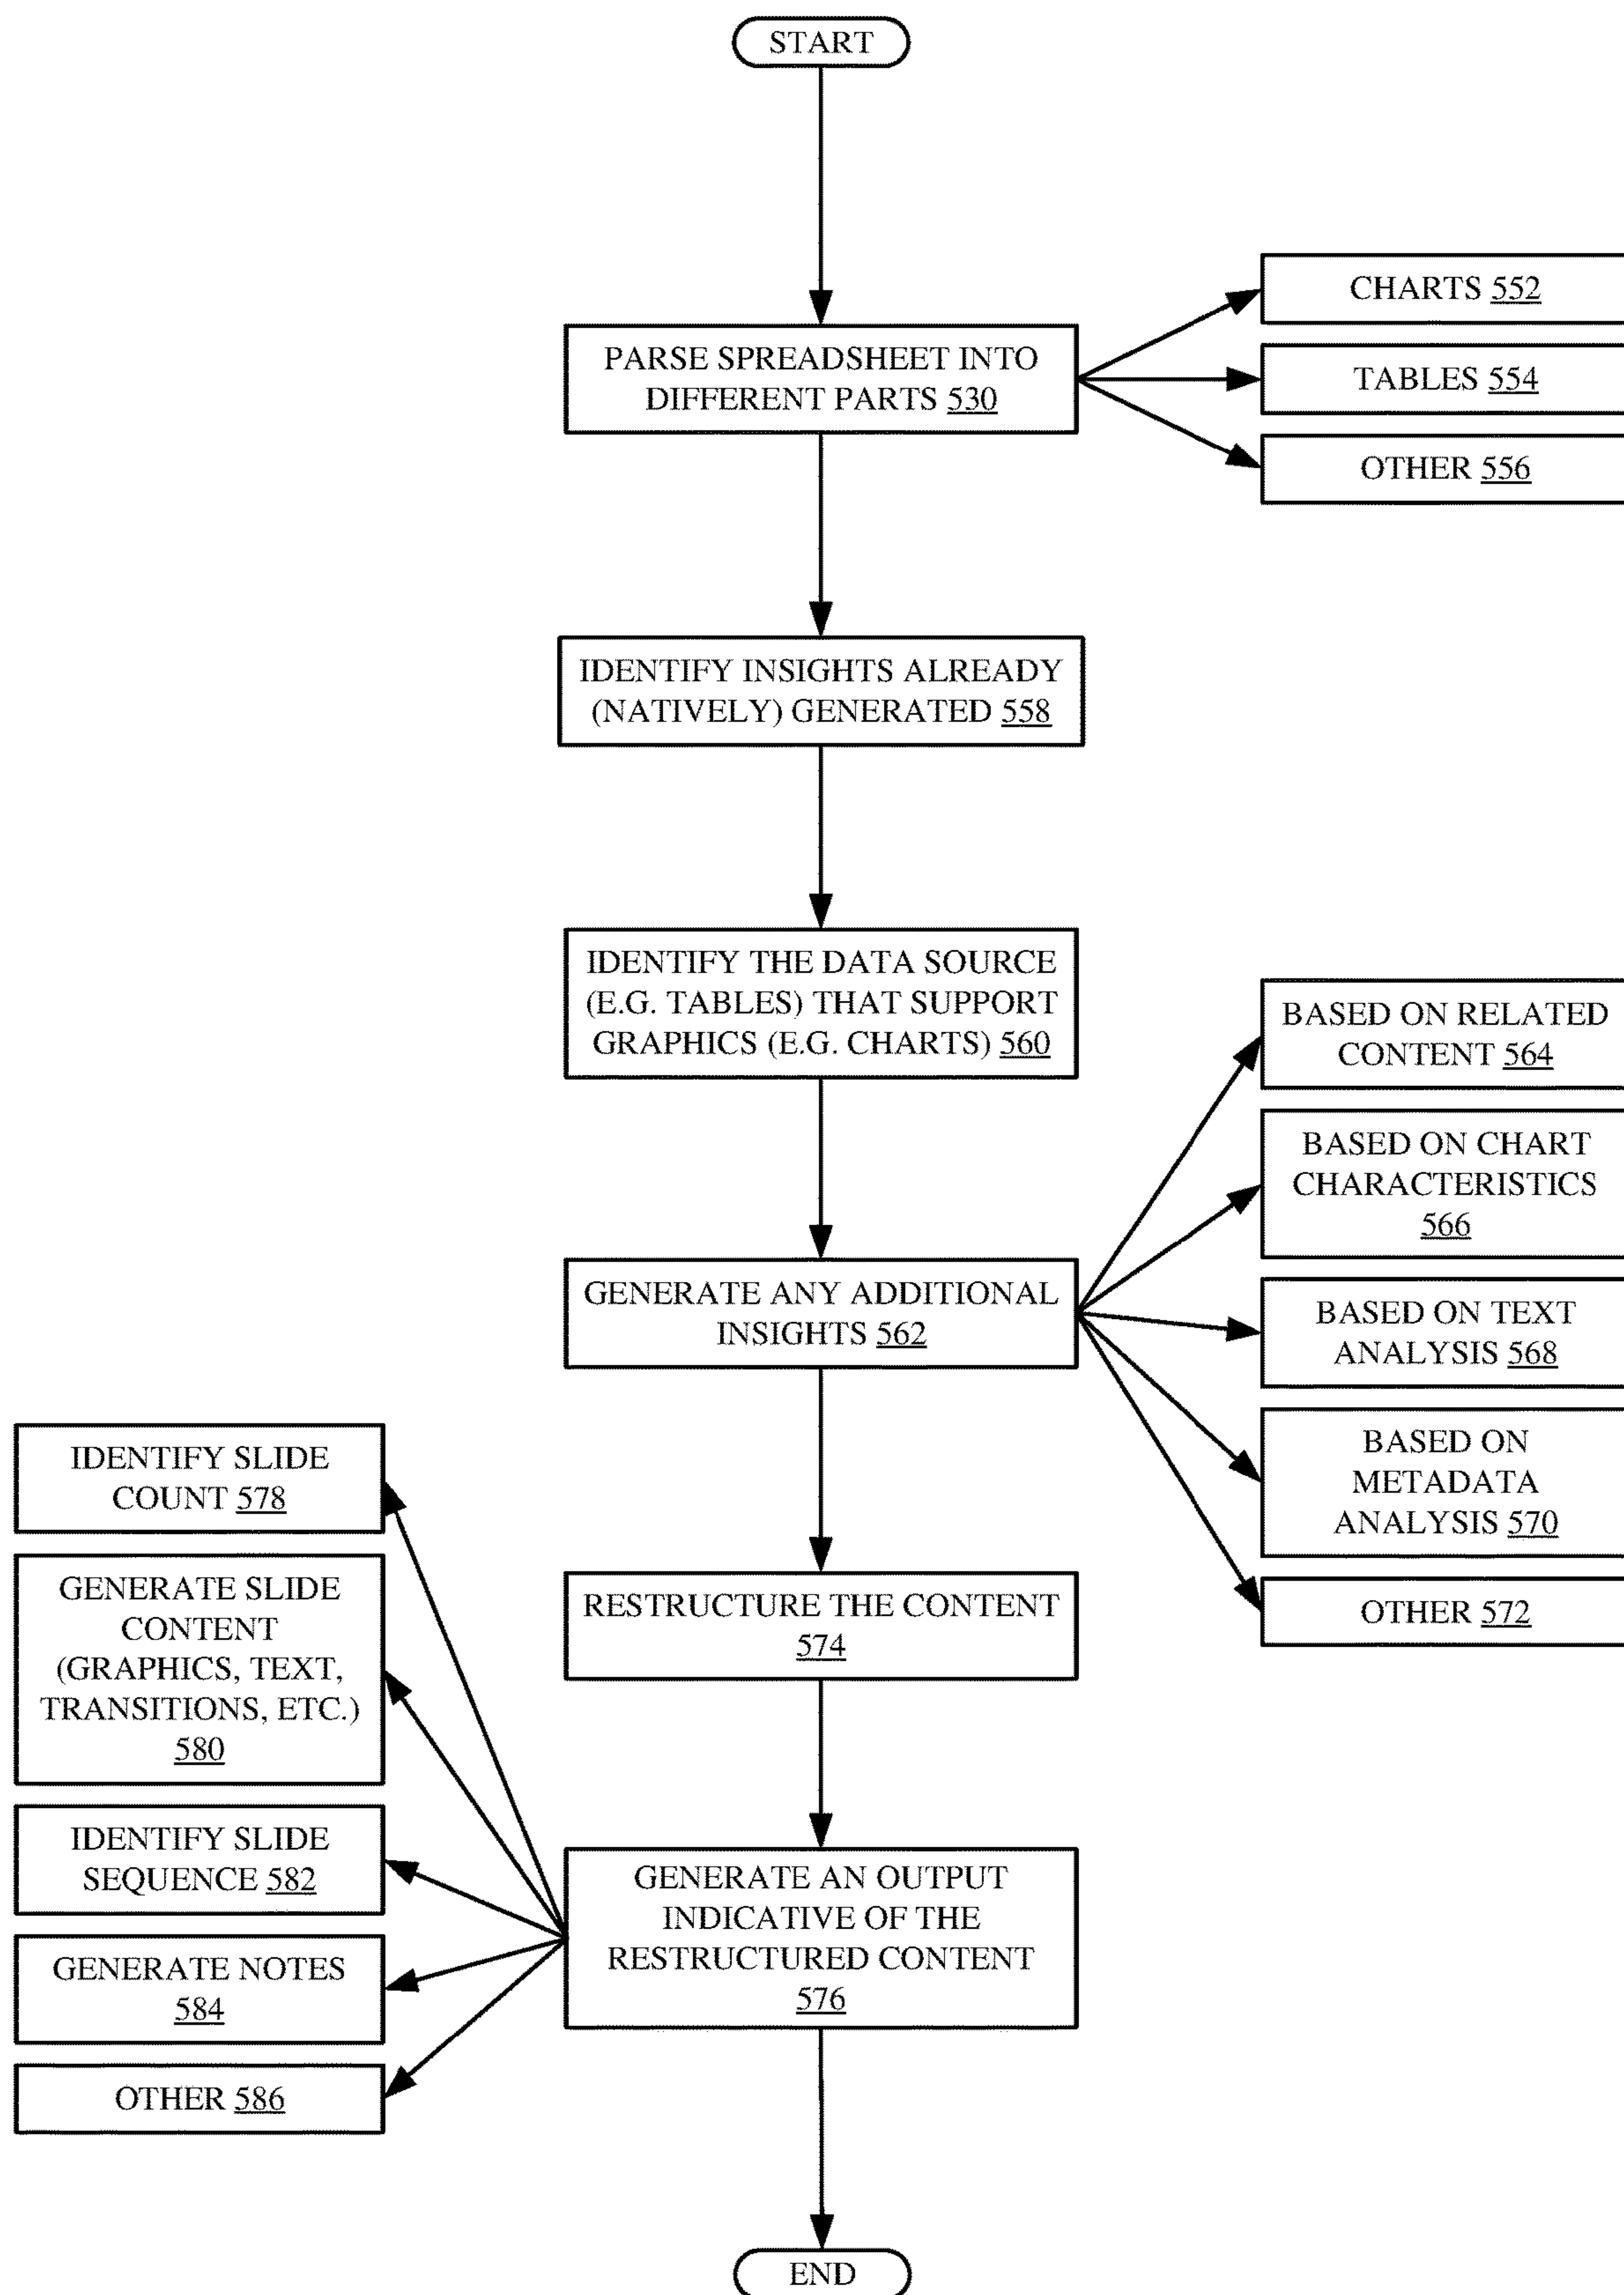 START
PARSE SPREADSHEET INTO
DIFFERENT PARTS 530
CHARTS 552
TABLES 554
OTHER 556
IDENTIFY INSIGHTS ALREADY
(NATIVELY) GENERATED 558
IDENTIFY THE DATA SOURCE
(E.G. TABLES) THAT SUPPORT
GRAPHICS (E.G. CHARTS) 560
GENERATE ANY ADDITIONAL
INSIGHTS 562
BASED ON RELATED
CONTENT 564
BASED ON CHART
CHARACTERISTICS
566
BASED ON TEXT
ANALYSIS 568
BASED ON
METADATA
ANALYSIS 570
OTHER 572
RESTRUCTURE THE CONTENT
574
GENERATE AN OUTPUT
INDICATIVE OF THE
RESTRUCTURED CONTENT
576
IDENTIFY SLIDE
COUNT 578
GENERATE SLIDE
CONTENT
(GRAPHICS, TEXT,
TRANSITIONS, ETC.)
580
IDENTIFY SLIDE
SEQUENCE 582
GENERATE NOTES
584
OTHER 586
END